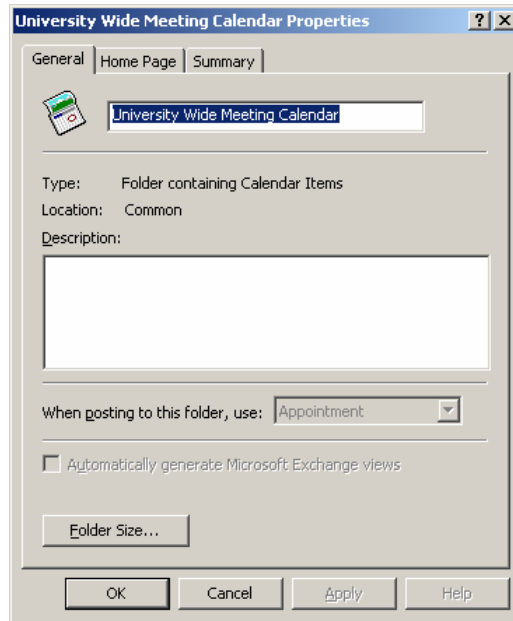 University Wide Meeting Calendar Properties ? X
General Home Page Summary
University Wide Meeting Calendar
Type: Folder containing Calendar Items
Location: Common
Description:
When posting to this folder, use: Appointment
Automatically generate Microsoft Exchange views
Folder Size...
OK Cancel Apply Help